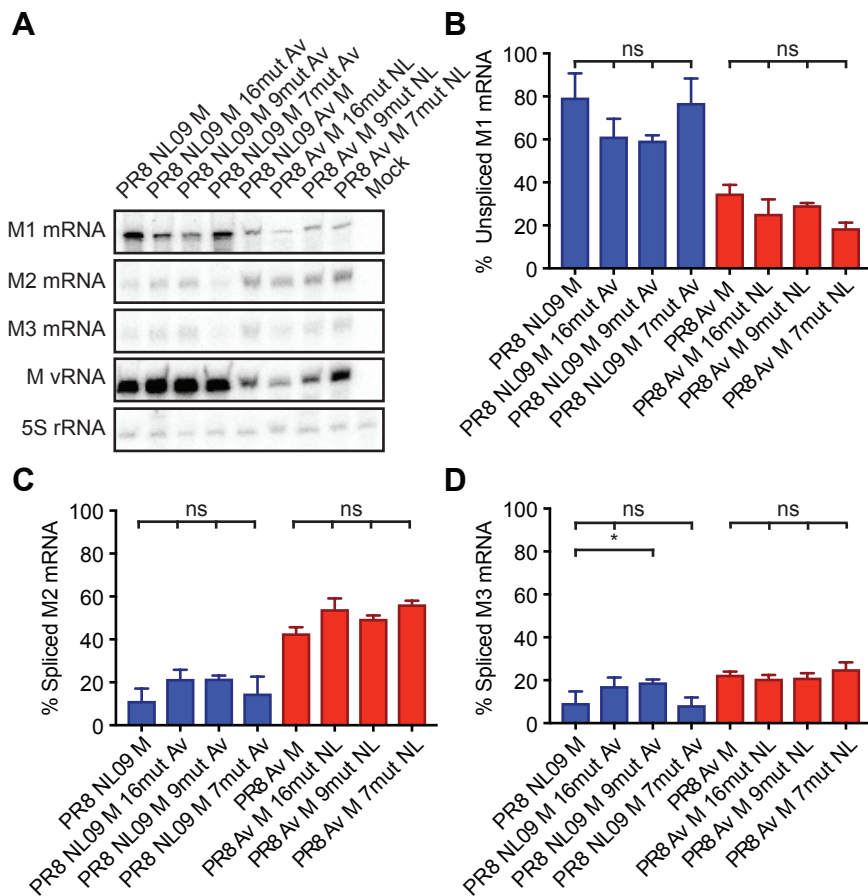 A
PR8 NL09 M
PR8 NL09 M 16mut Av
PR8 NL09 M 9mut Av
PR8 NL09 M 7mut Av
PR8 NL09 Av M
PR8 Av M 16mut NL
PR8 Av M 9mut NL
PR8 Av M 7mut NL
Mock
M1 mRNA
M2 mRNA
M3 mRNA
M vRNA
5S rRNA
B
% Unspliced M1 mRNA
100
80
60
40
20
0
ns
ns
PR8 NL09 M
PR8 NL09 M 16mut Av
PR8 NL09 M 9mut Av
PR8 NL09 M 7mut Av
PR8 Av M
PR8 Av M 16mut NL
PR8 Av M 9mut NL
PR8 Av M 7mut NL
C
% Spliced M2 mRNA
100
80
60
40
20
0
ns
ns
PR8 NL09 M
PR8 NL09 M 16mut Av
PR8 NL09 M 9mut Av
PR8 NL09 M 7mut Av
PR8 Av M
PR8 Av M 16mut NL
PR8 Av M 9mut NL
PR8 Av M 7mut NL
D
% Spliced M3 mRNA
100
80
60
40
20
0
ns
*
ns
PR8 NL09 M
PR8 NL09 M 16mut Av
PR8 NL09 M 9mut Av
PR8 NL09 M 7mut Av
PR8 Av M
PR8 Av M 16mut NL
PR8 Av M 9mut NL
PR8 Av M 7mut NL